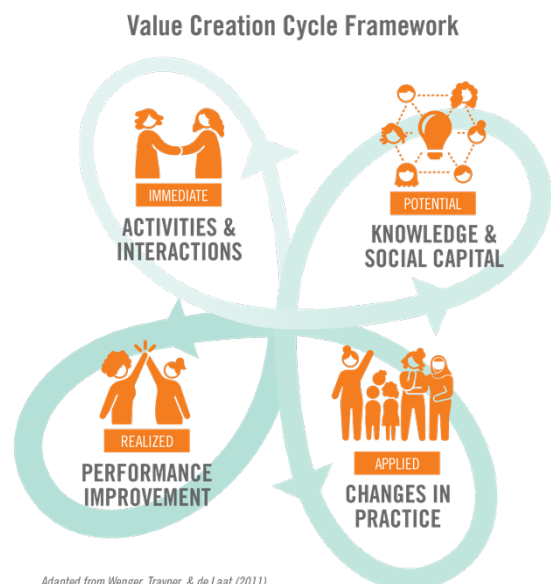 Value Creation Cycle Framework
IMMEDIATE
ACTIVITIES &
INTERACTIONS
POTENTIAL
KNOWLEDGE &
SOCIAL CAPITAL
REALIZED
PERFORMANCE
IMPROVEMENT
APPLIED
CHANGES IN
PRACTICE
Adapted from Wenger, Trayner, & de Laat (2011)